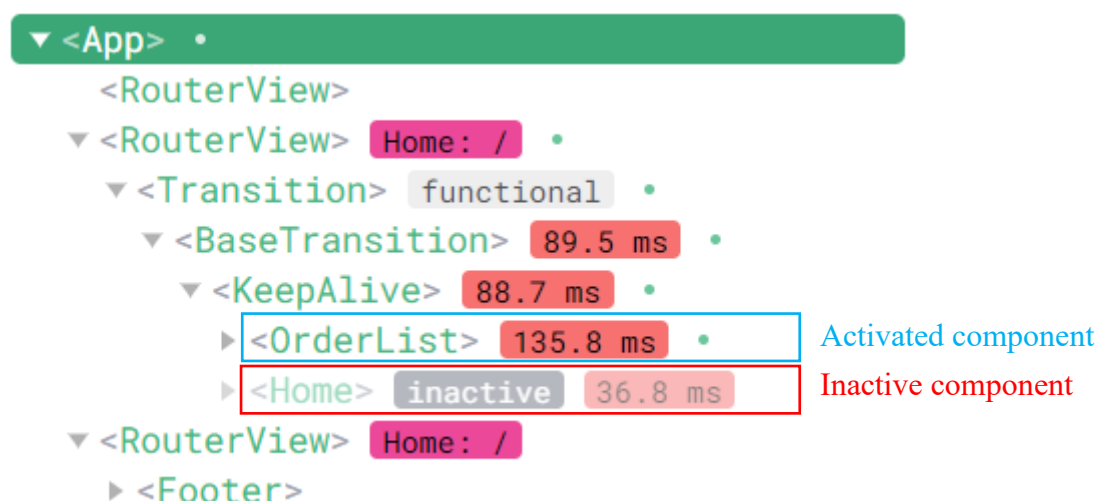 <App>
<RouterView>
<RouterView> Home: /
<Transition> functional
<BaseTransition> 89.5 ms
<KeepAlive> 88.7 ms
<OrderList> 135.8 ms Activated component
<Home> inactive 36.8 ms Inactive component
<RouterView> Home: /
<Footer>